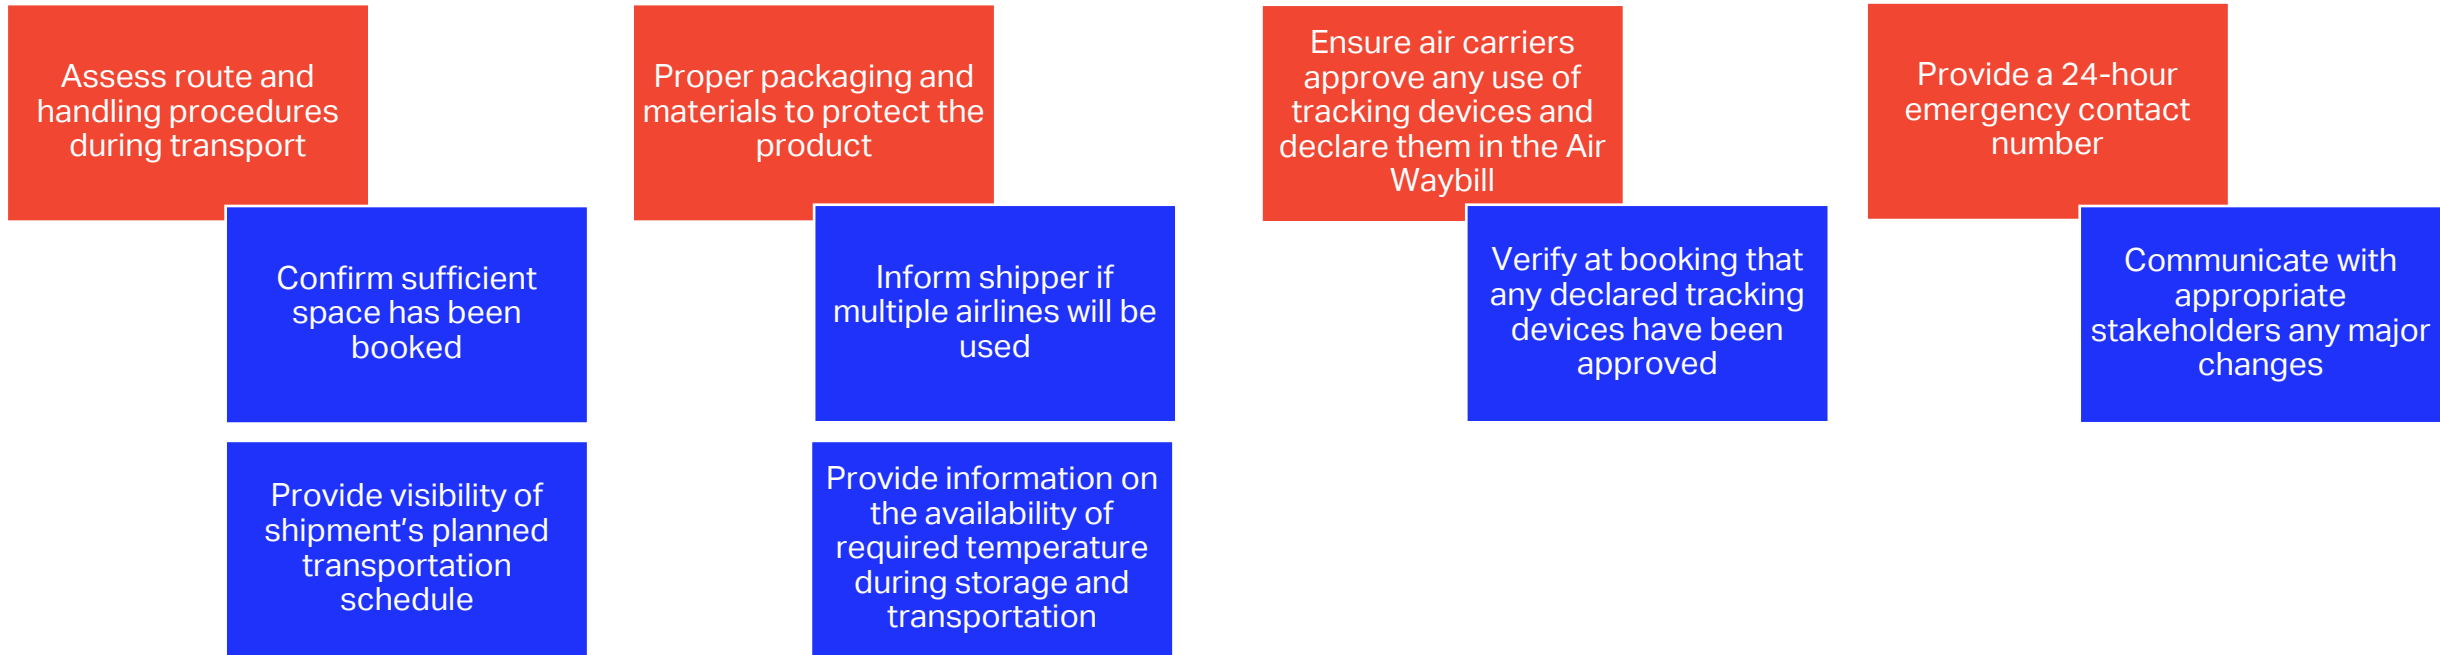 Assess route and
handling procedures
during transport
Confirm sufficient
space has been
booked
Provide visibility of
shipment's planned
transportation
schedule
Proper packaging and
materials to protect the
product
Inform shipper if
multiple airlines will be
used
Provide information on
the availability of
required temperature
during storage and
transportation
Ensure air carriers
approve any use of
tracking devices and
declare them in the Air
Waybill
Verify at booking that
any declared tracking
devices have been
approved
Provide a 24-hour
emergency contact
number
Communicate with
appropriate
stakeholders any major
changes